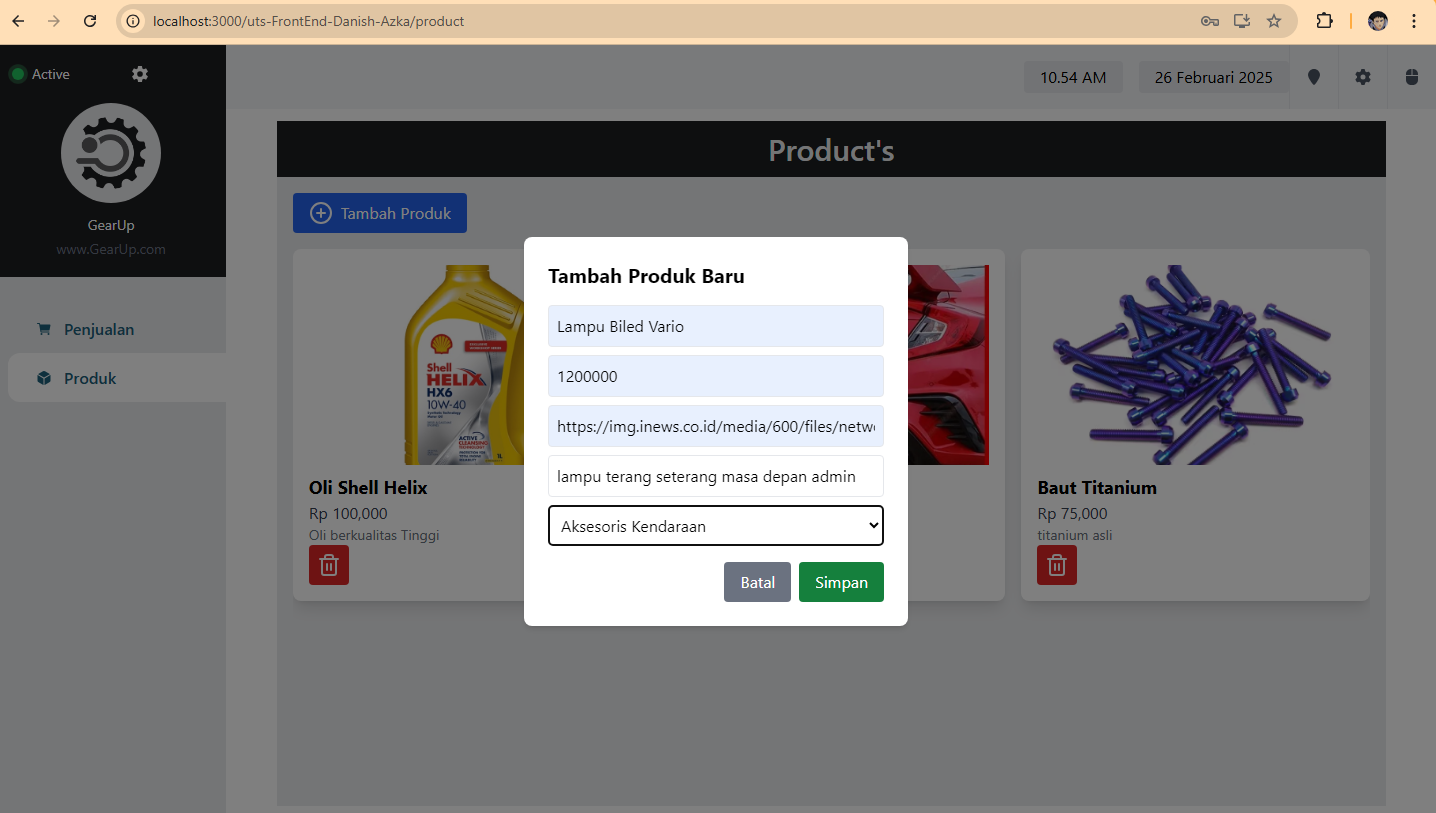 localhost:3000/uts-FrontEnd-Danish-Azka/product
Active
10.54 AM
26 Februari 2025
GearUp
www.GearUp.com
Penjualan
Produk
Product's
Tambah Produk
Tambah Produk Baru
Lampu Biled Vario
1200000
https://img.inews.co.id/media/600/files/netw
lampu terang seterang masa depan admin
Aksesoris Kendaraan
Batal
Simpan
Shell
HELIX
HX6
10W-40
ACTIVE
CLEANSING
TECHNOLOGY
Oli Shell Helix
Rp 100,000
Oli berkualitas Tinggi
Baut Titanium
Rp 75,000
titanium asli